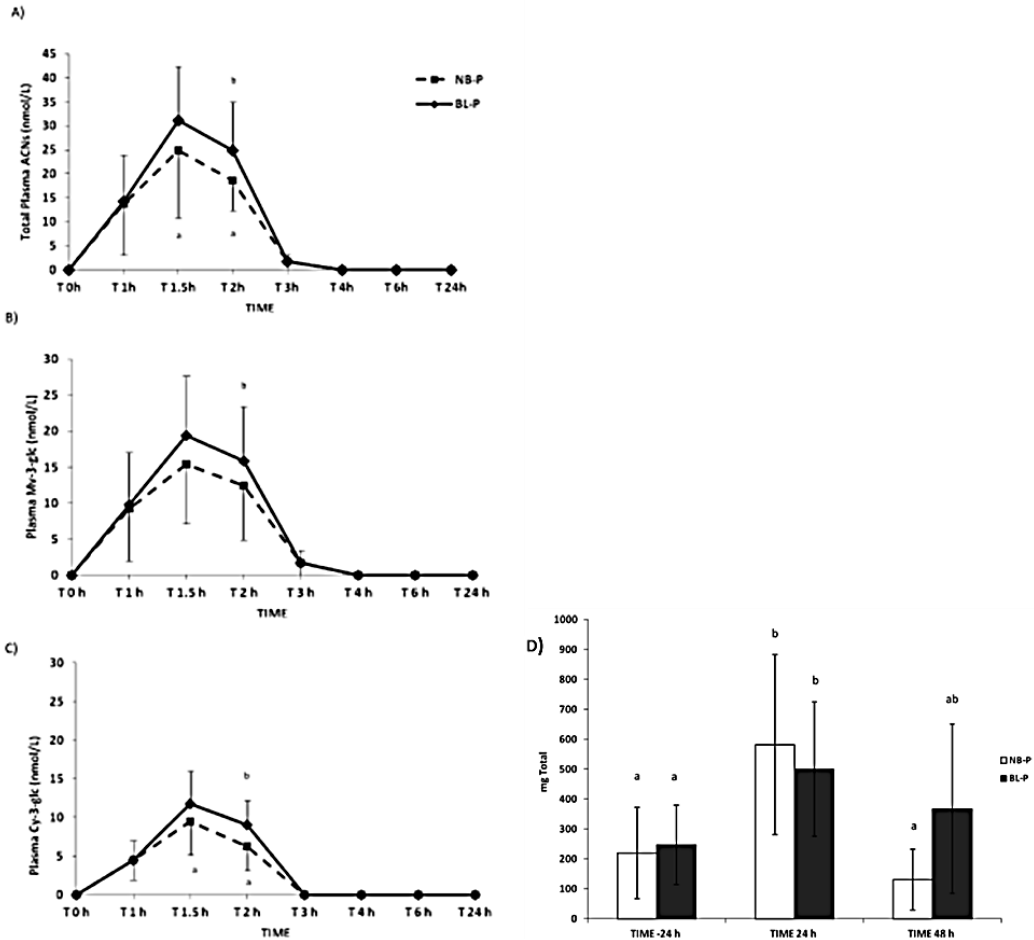 A)
Total Plasma ACNs (nmol/L)
45
40
35
30
25
20
15
10
5
0
b
a
a
NB-P
BL-P
T 0h T 1h T 1.5h T 2h T 3h T 4h T 6h T 24h
TIME
B)
Plasma Mv-3-glc (nmol/L)
30
25
20
15
10
5
0
b
T 0 h T 1 h T 1.5 h T 2 h T 3 h T 4 h T 6 h T 24 h
TIME
C)
Plasma Cy-3-glc (nmol/L)
30
25
20
15
10
5
0
b
a
a
T 0 h T 1 h T 1.5 h T 2 h T 3 h T 4 h T 6 h T 24 h
TIME
D)
mg Total
1000
900
800
700
600
500
400
300
200
100
0
a a
b b
a ab
NB-P
BL-P
TIME -24 h TIME 24 h TIME 48 h